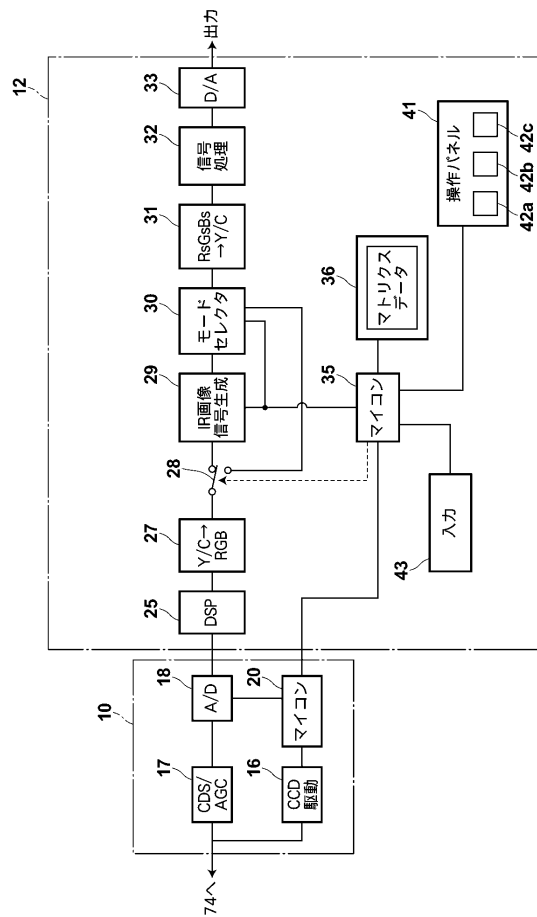 12
33
D/A
出力
32
信号
処理
31
RsGsBs
→Y/C
30
モード
セレクタ
29
IR画像
信号生成
28
27
Y/C→
RGB
25
DSP
41
操作パネル
42a
42b
42c
36
マトリクス
データ
35
マイコン
43
入力
10
18
A/D
20
マイコン
17
CDS/
AGC
16
CCD
駆動
74へ